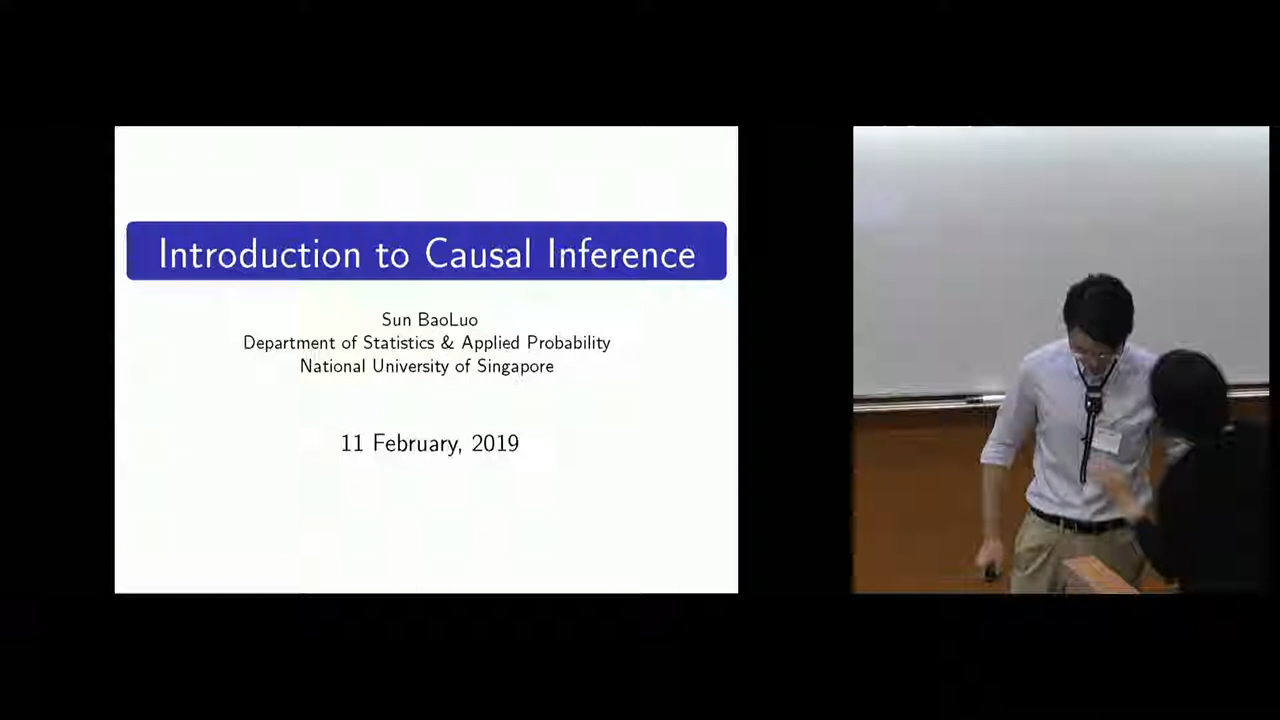 Introduction to Causal Inference
Sun BaoLuo
Department of Statistics & Applied Probability
National University of Singapore
11 February, 2019